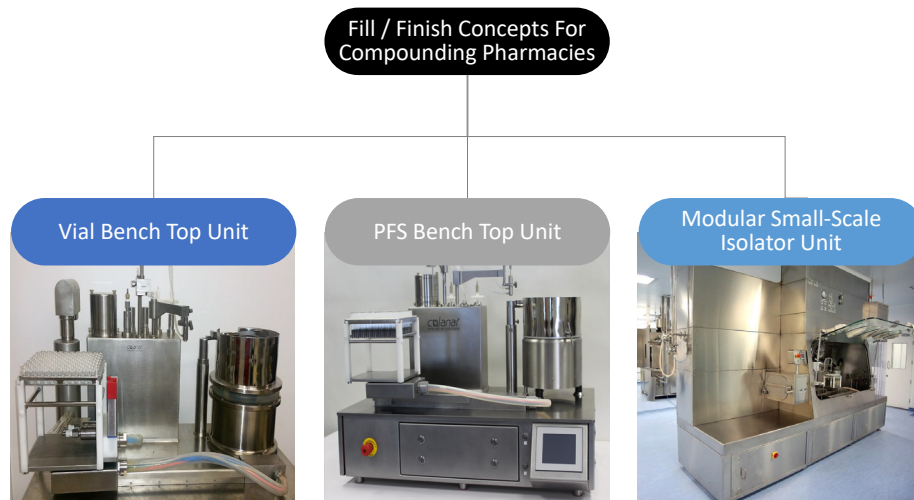 Fill / Finish Concepts For
Compounding Pharmacies
Vial Bench Top Unit
PFS Bench Top Unit
Modular Small-Scale
Isolator Unit
colanar